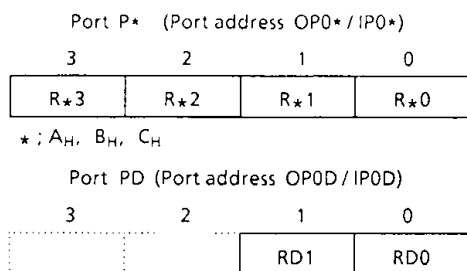 Port P* (Port address OP0* / IP0*)
3 2 1 0
R*3 R*2 R*1 R*0
* ; AH, BH, CH
Port PD (Port address OP0D / IP0D)
3 2 1 0
RD1 RD0